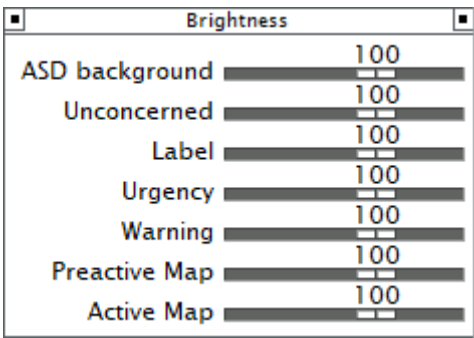 Brightness
100
ASD background
100
Unconcerned
100
Label
100
Urgency
100
Warning
100
Preactive Map
100
Active Map